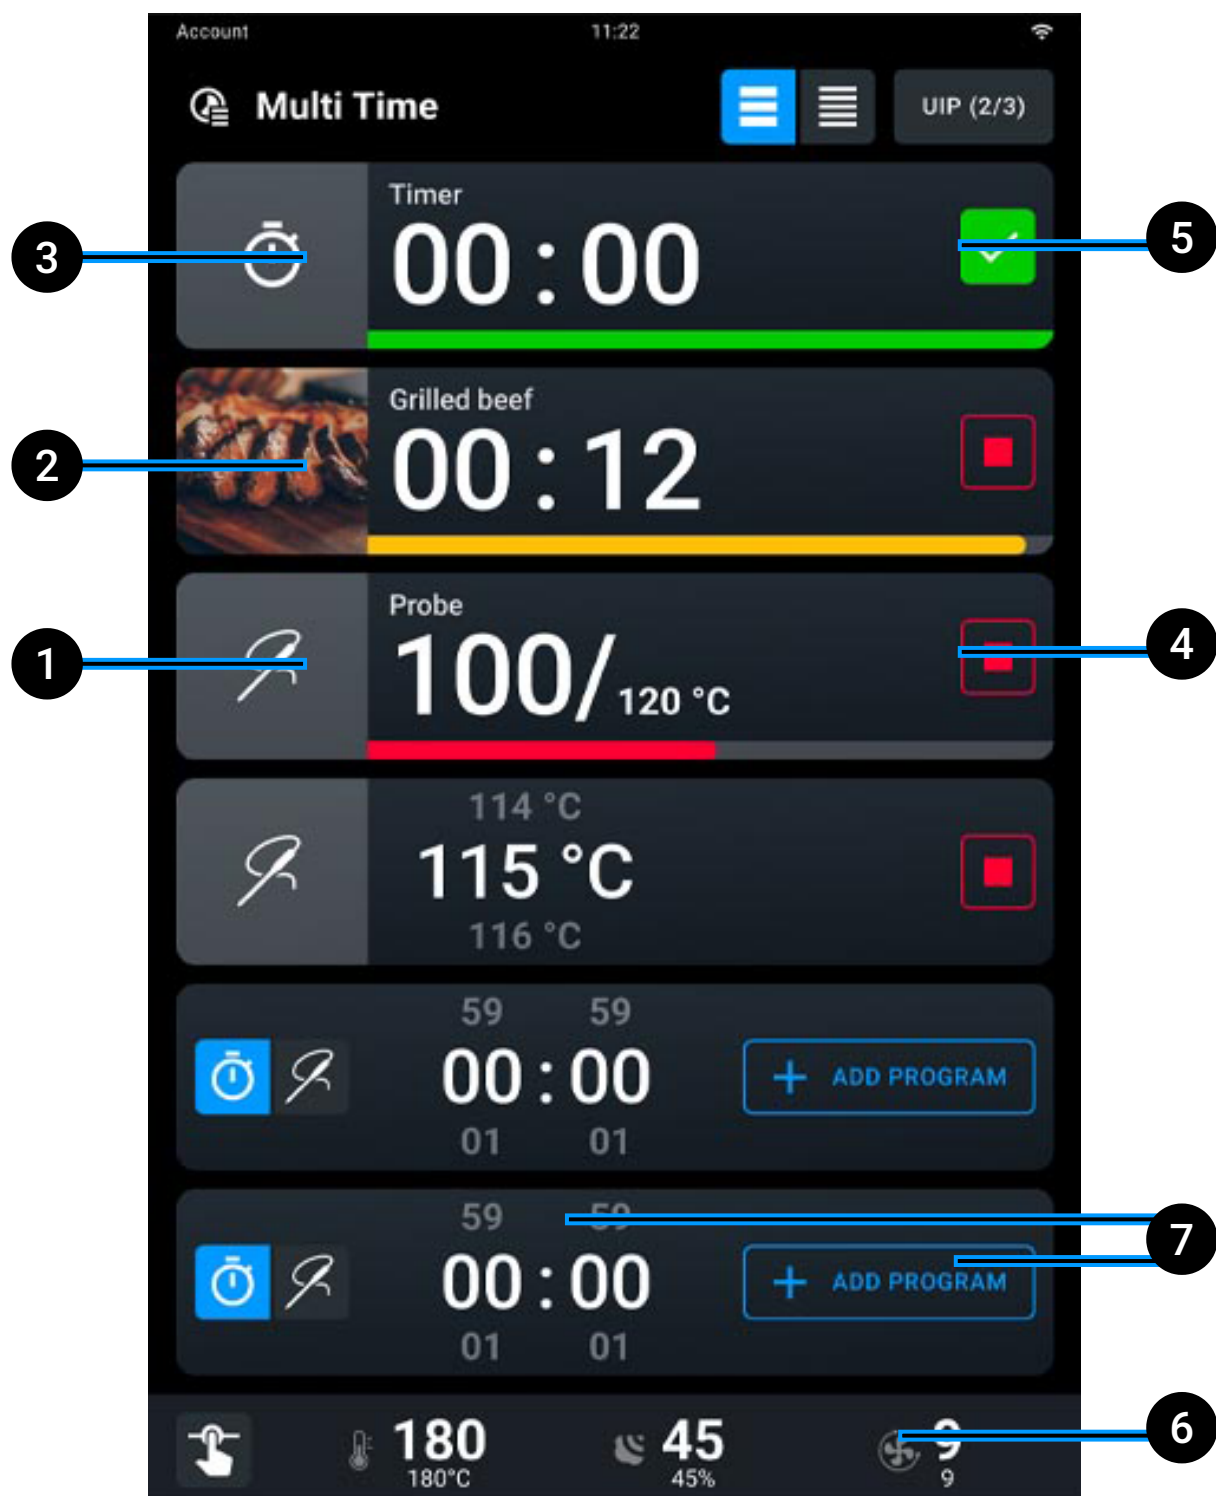 Account 11:22
Multi Time UIP (2/3)
Timer
00 : 00
3
5
Grilled beef
00 : 12
2
Probe
100/120 °C
1
4
114 °C
115 °C
116 °C
59 59
00 : 00
01 01
+ ADD PROGRAM
59 59
00 : 00
01 01
+ ADD PROGRAM
7
180 45 9
180°C 45% 9
6